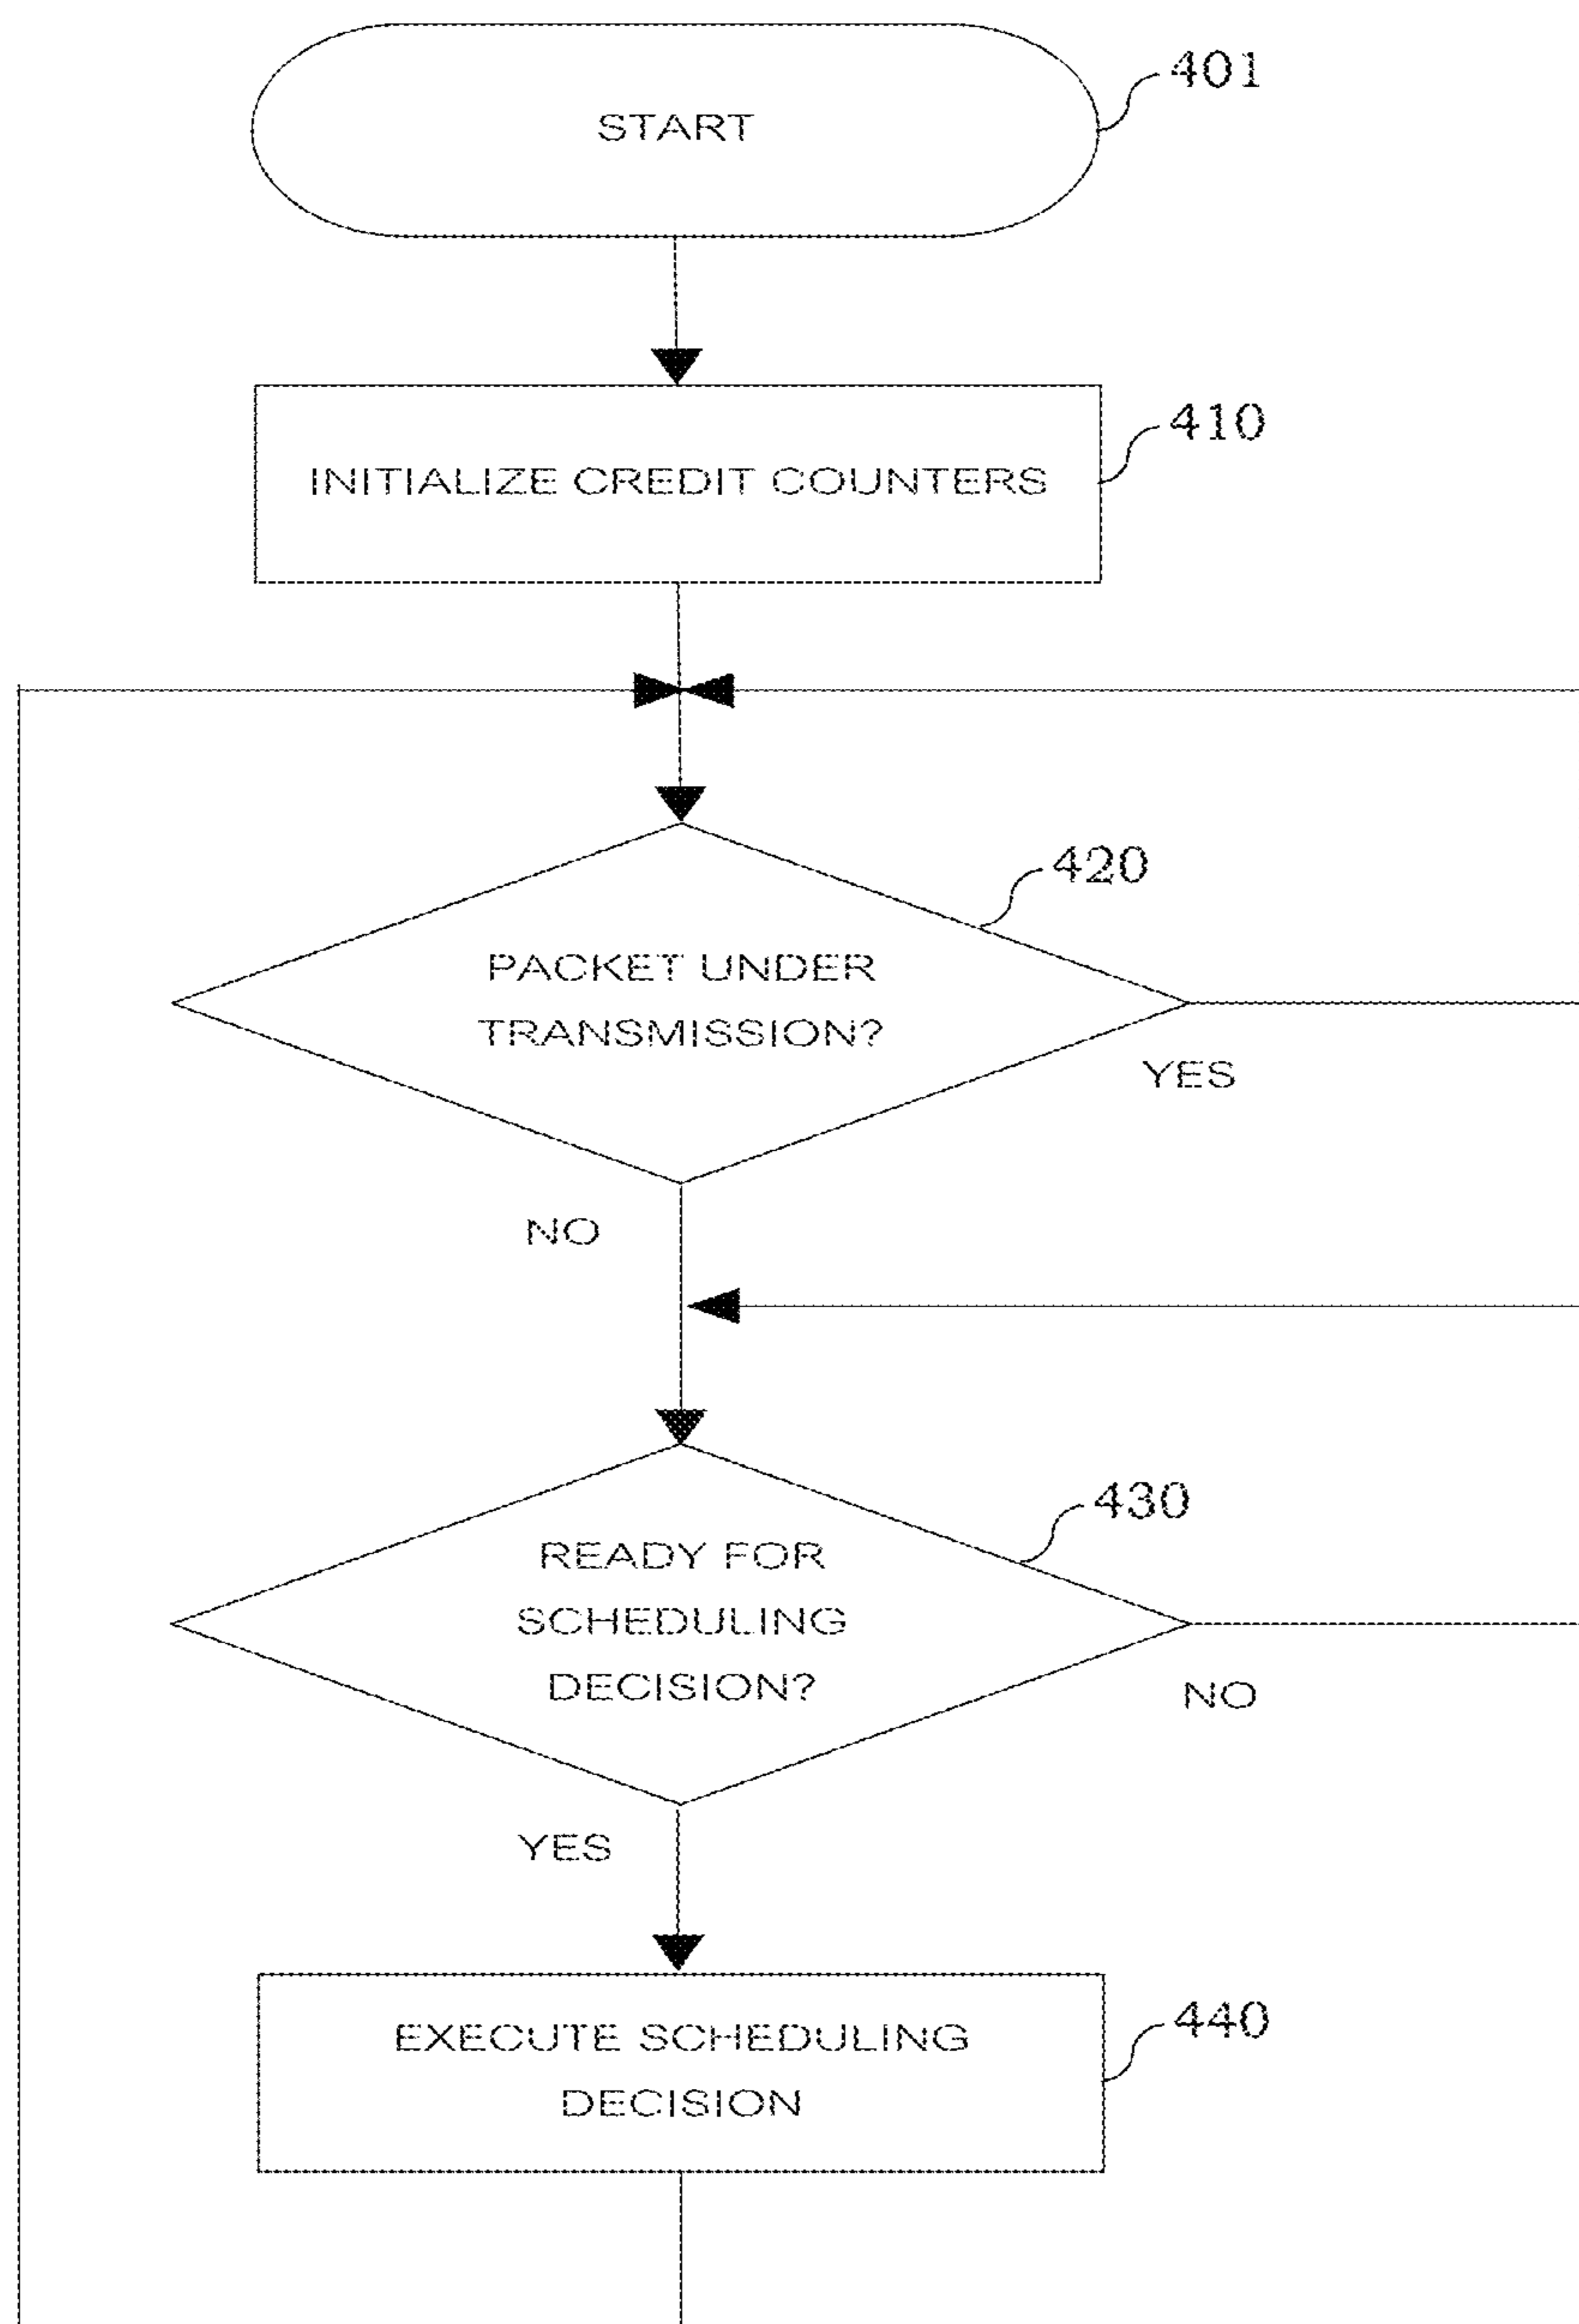 START
401
INITIALIZE CREDIT COUNTERS
410
420
PACKET UNDER
TRANSMISSION?
YES
NO
430
READY FOR
SCHEDULING
DECISION?
NO
YES
440
EXECUTE SCHEDULING
DECISION